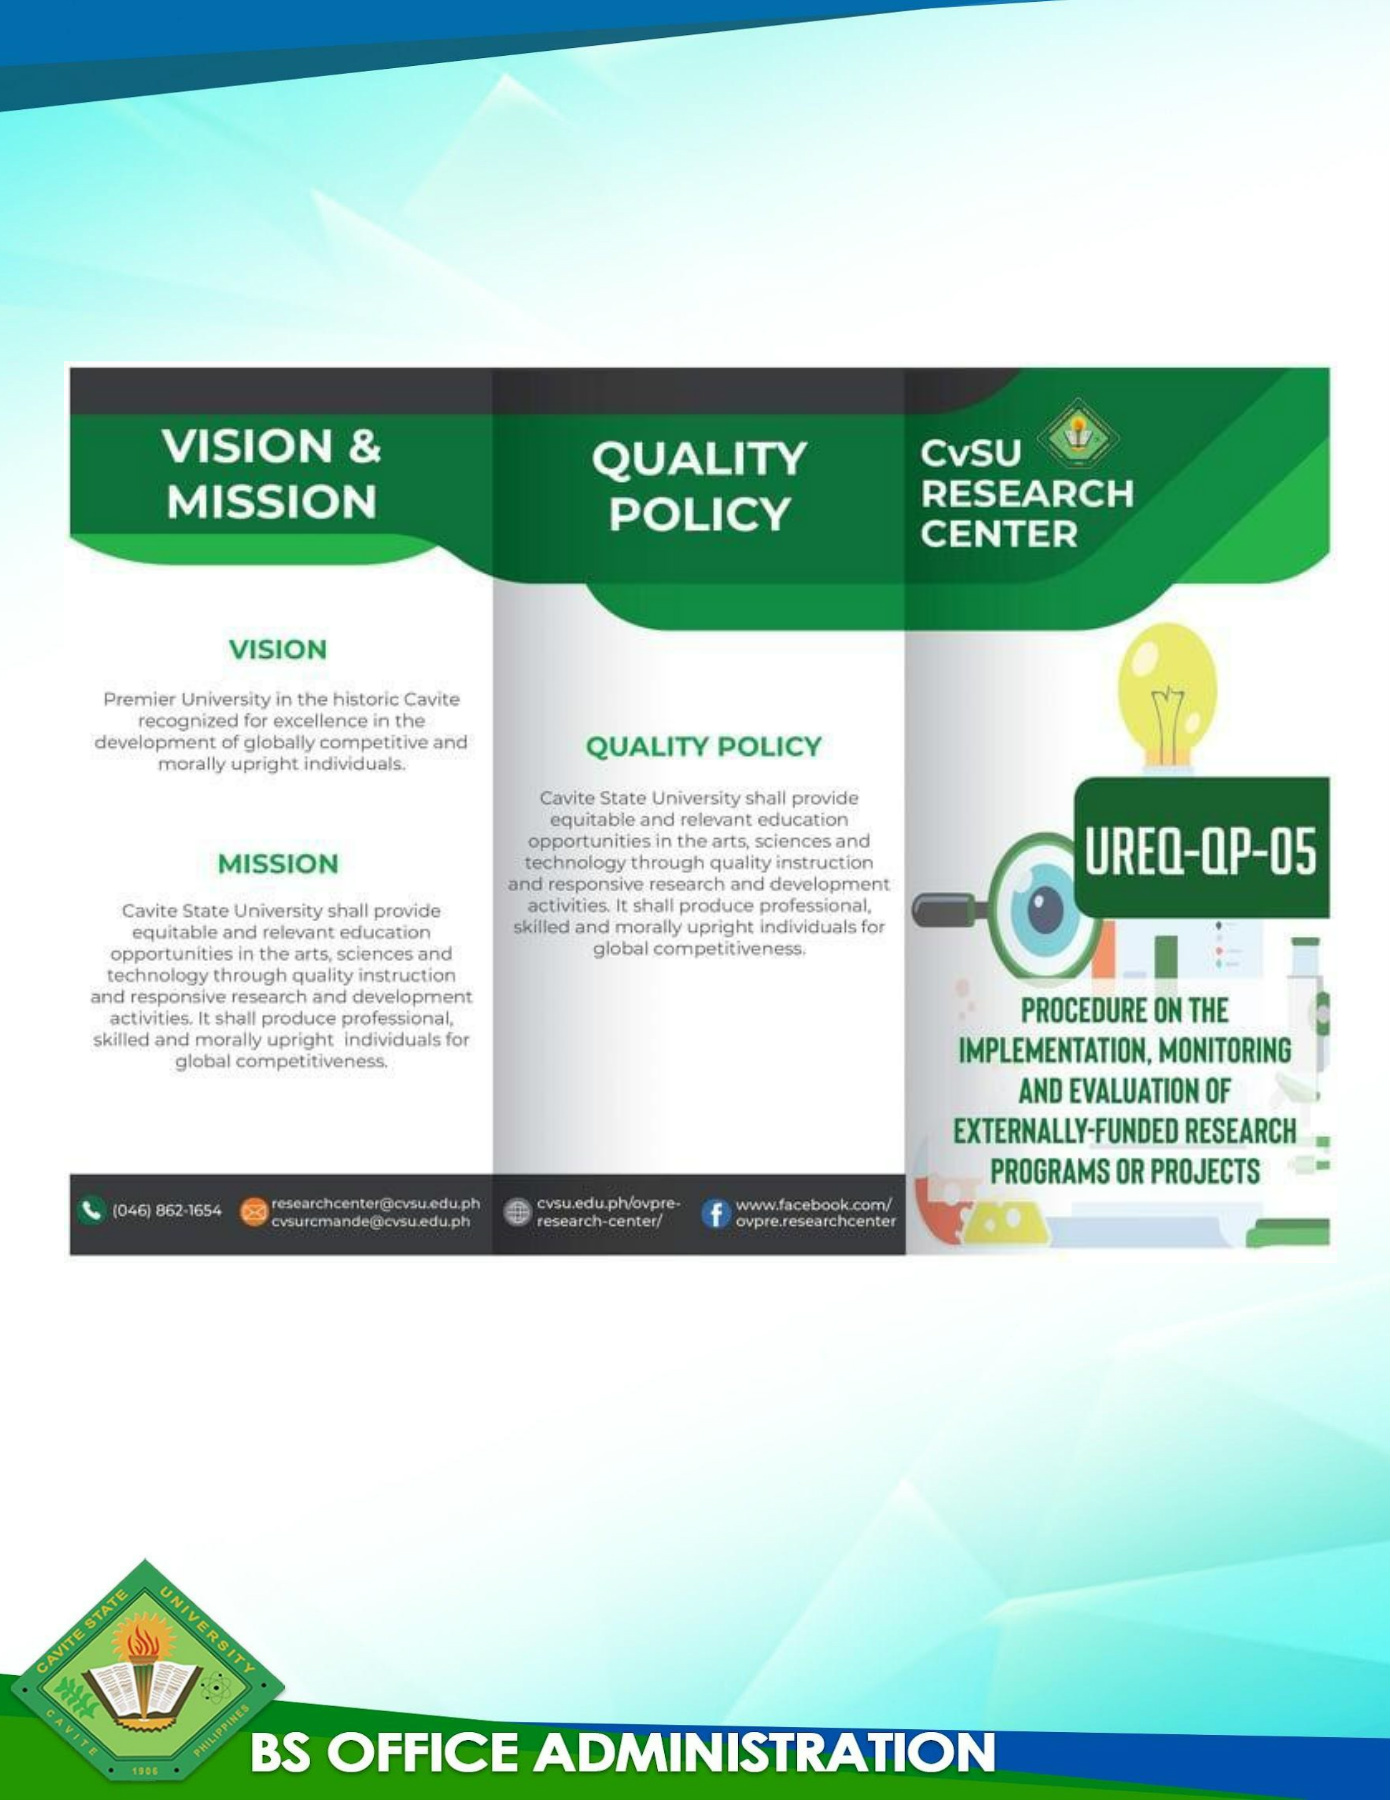 VISION &
MISSION
VISION
Premier University in the historic Cavite
recognized for excellence in the
development of globally competitive and
morally upright individuals.
MISSION
Cavite State University shall provide
equitable and relevant education
opportunities in the arts, sciences and
technology through quality instruction
and responsive research and development
activities. It shall produce professional,
skilled and morally upright individuals for
global competitiveness.
(046) 862-1654
researchcenter@cvsu.edu.ph
cvsurcmande@cvsu.edu.ph
QUALITY
POLICY
QUALITY POLICY
Cavite State University shall provide
equitable and relevant education
opportunities in the arts, sciences and
technology through quality instruction
and responsive research and development
activities. It shall produce professional,
skilled and morally upright individuals for
global competitiveness.
cvsu.edu.ph/ovpre-
research-center/
www.facebook.com/
ovpre.researchcenter
CvSU
RESEARCH
CENTER
UREQ-QP-05
PROCEDURE ON THE
IMPLEMENTATION, MONITORING
AND EVALUATION OF
EXTERNALLY-FUNDED RESEARCH
PROGRAMS OR PROJECTS
CAVITE STATE UNIVERSITY
CAVITE
1906
PHILIPPINES
BS OFFICE ADMINISTRATION